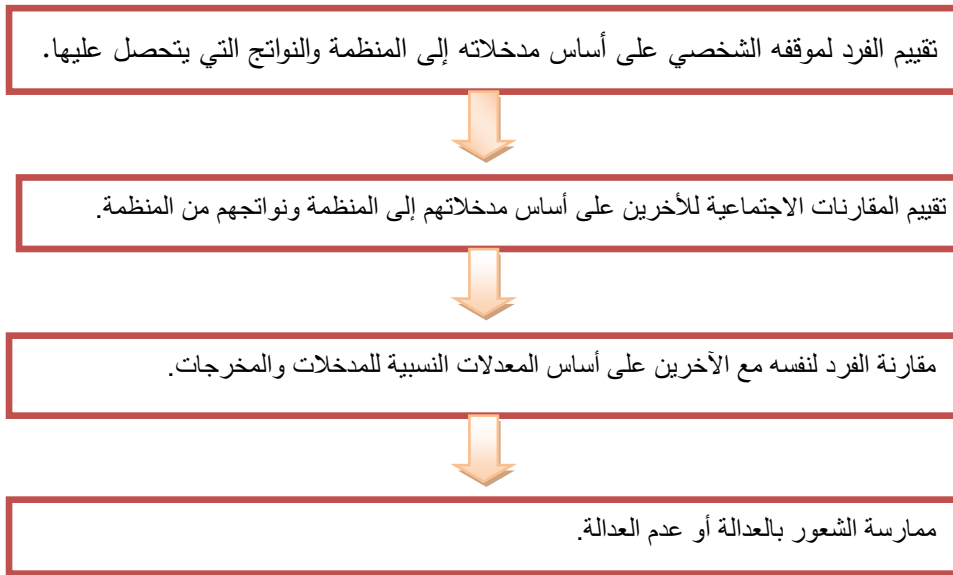 تقييم الفرد لموقفه الشخصي على أساس مدخلاته إلى المنظمة والنواتج التي يتحصل عليها.
تقييم المقارنات الاجتماعية للأخرين على أساس مدخلاتهم إلى المنظمة ونواتجهم من المنظمة.
مقارنة الفرد لنفسه مع الآخرين على أساس المعدلات النسبية للمدخلات والمخرجات.
ممارسة الشعور بالعدالة أو عدم العدالة.